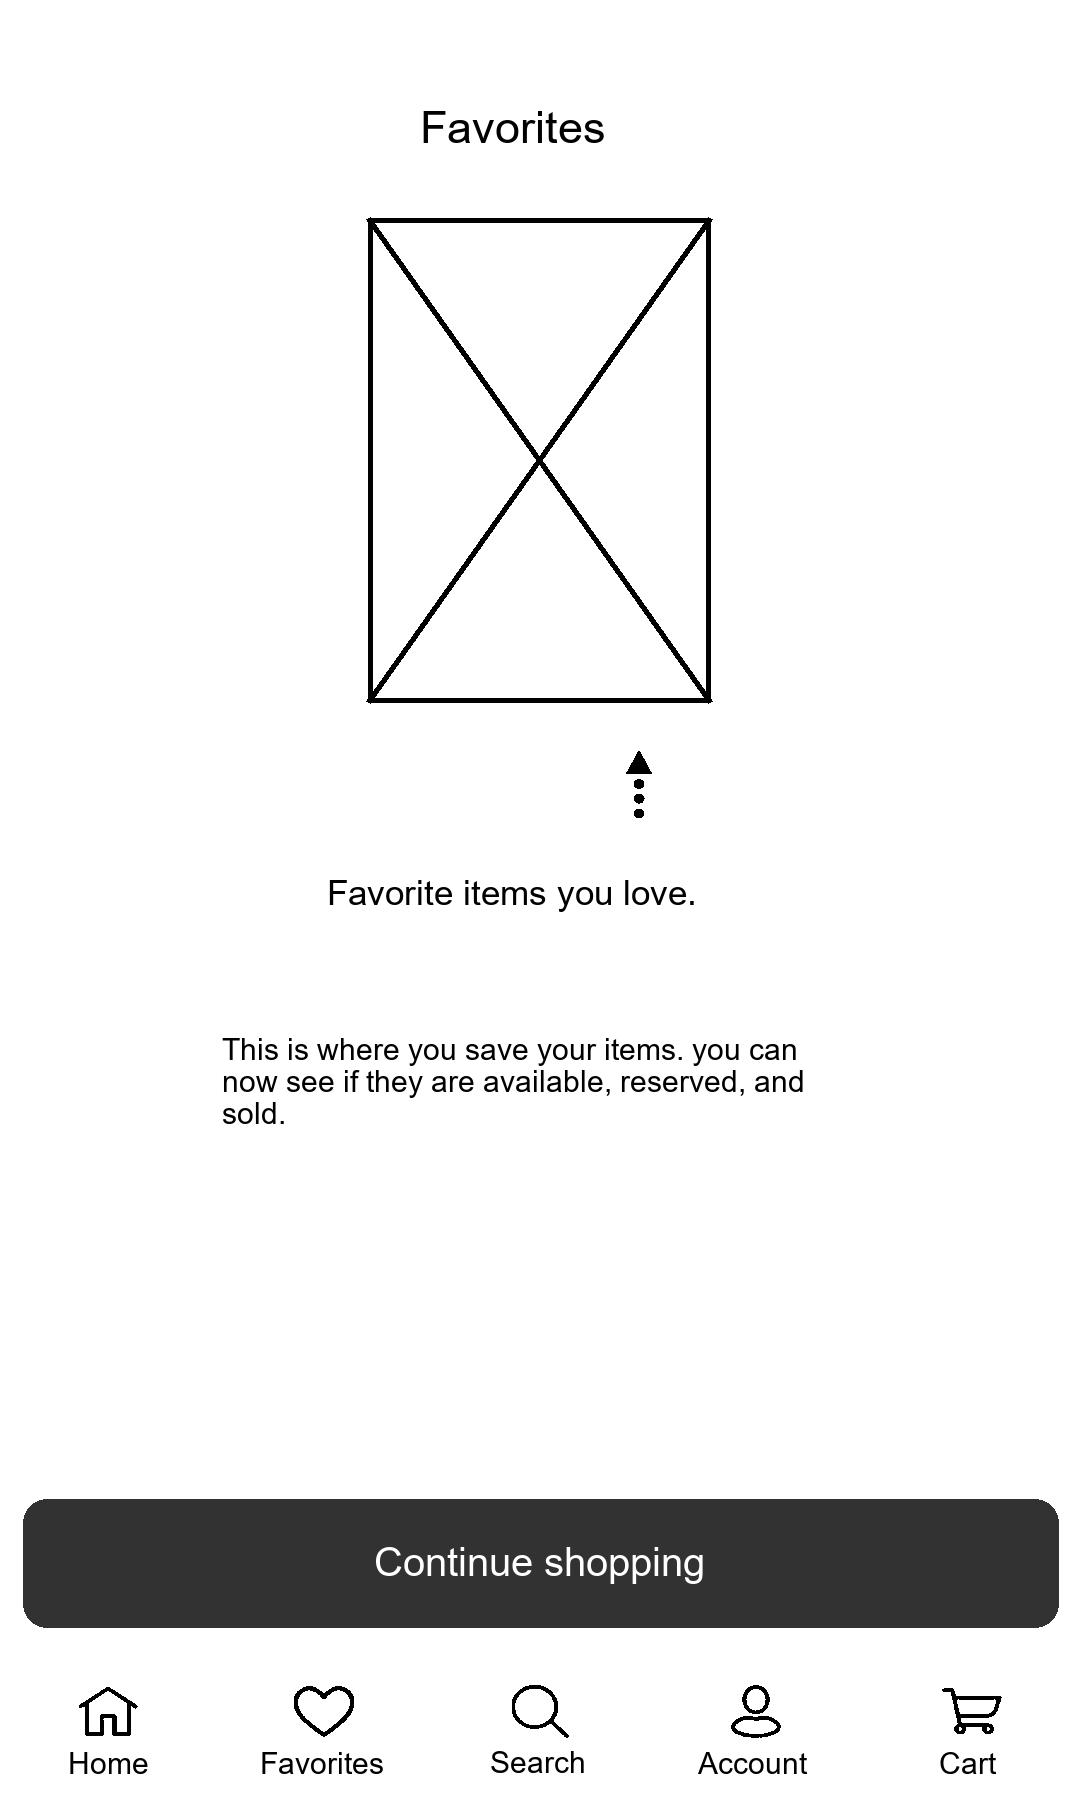 Favorites
Favorite items you love.
This is where you save your items. you can
now see if they are available, reserved, and
sold.
Continue shopping
Home
Favorites
Search
Account
Cart